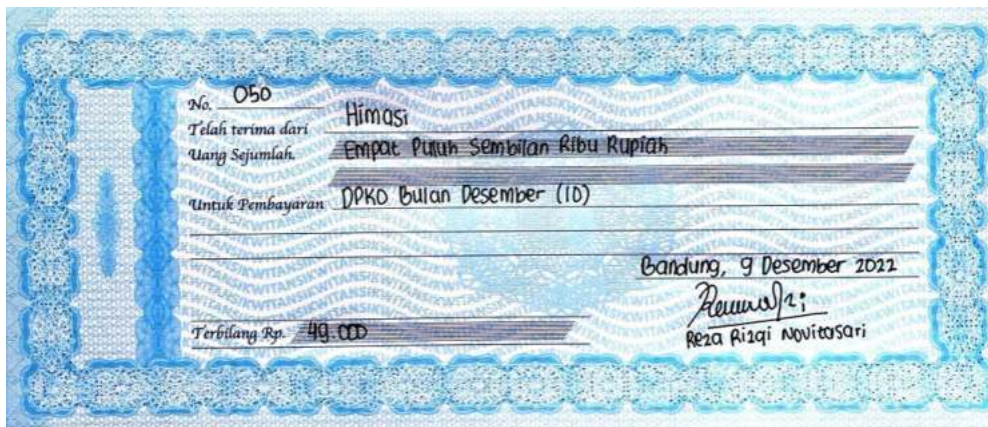 No. 050
Telah terima dari Himasi
Uang Sejumlah. Empat Puluh Sembilan Ribu Rupiah
Untuk Pembayaran DPKO Bulan Desember (10)
Bandung, 9 Desember 2022
Terbilang Rp. 49.000
Reza Rizqi Novitasari